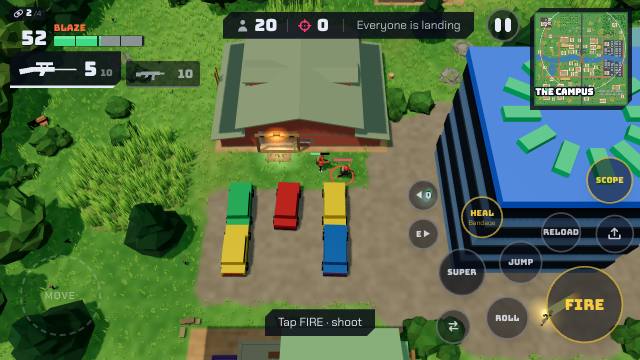 2 /4
BLAZE
20
0
Everyone is landing
52
5 10
10
THE CAMPUS
SCOPE
HEAL
Bandage
RELOAD
E
SUPER
JUMP
MOVE
FIRE
ROLL
Tap FIRE · shoot